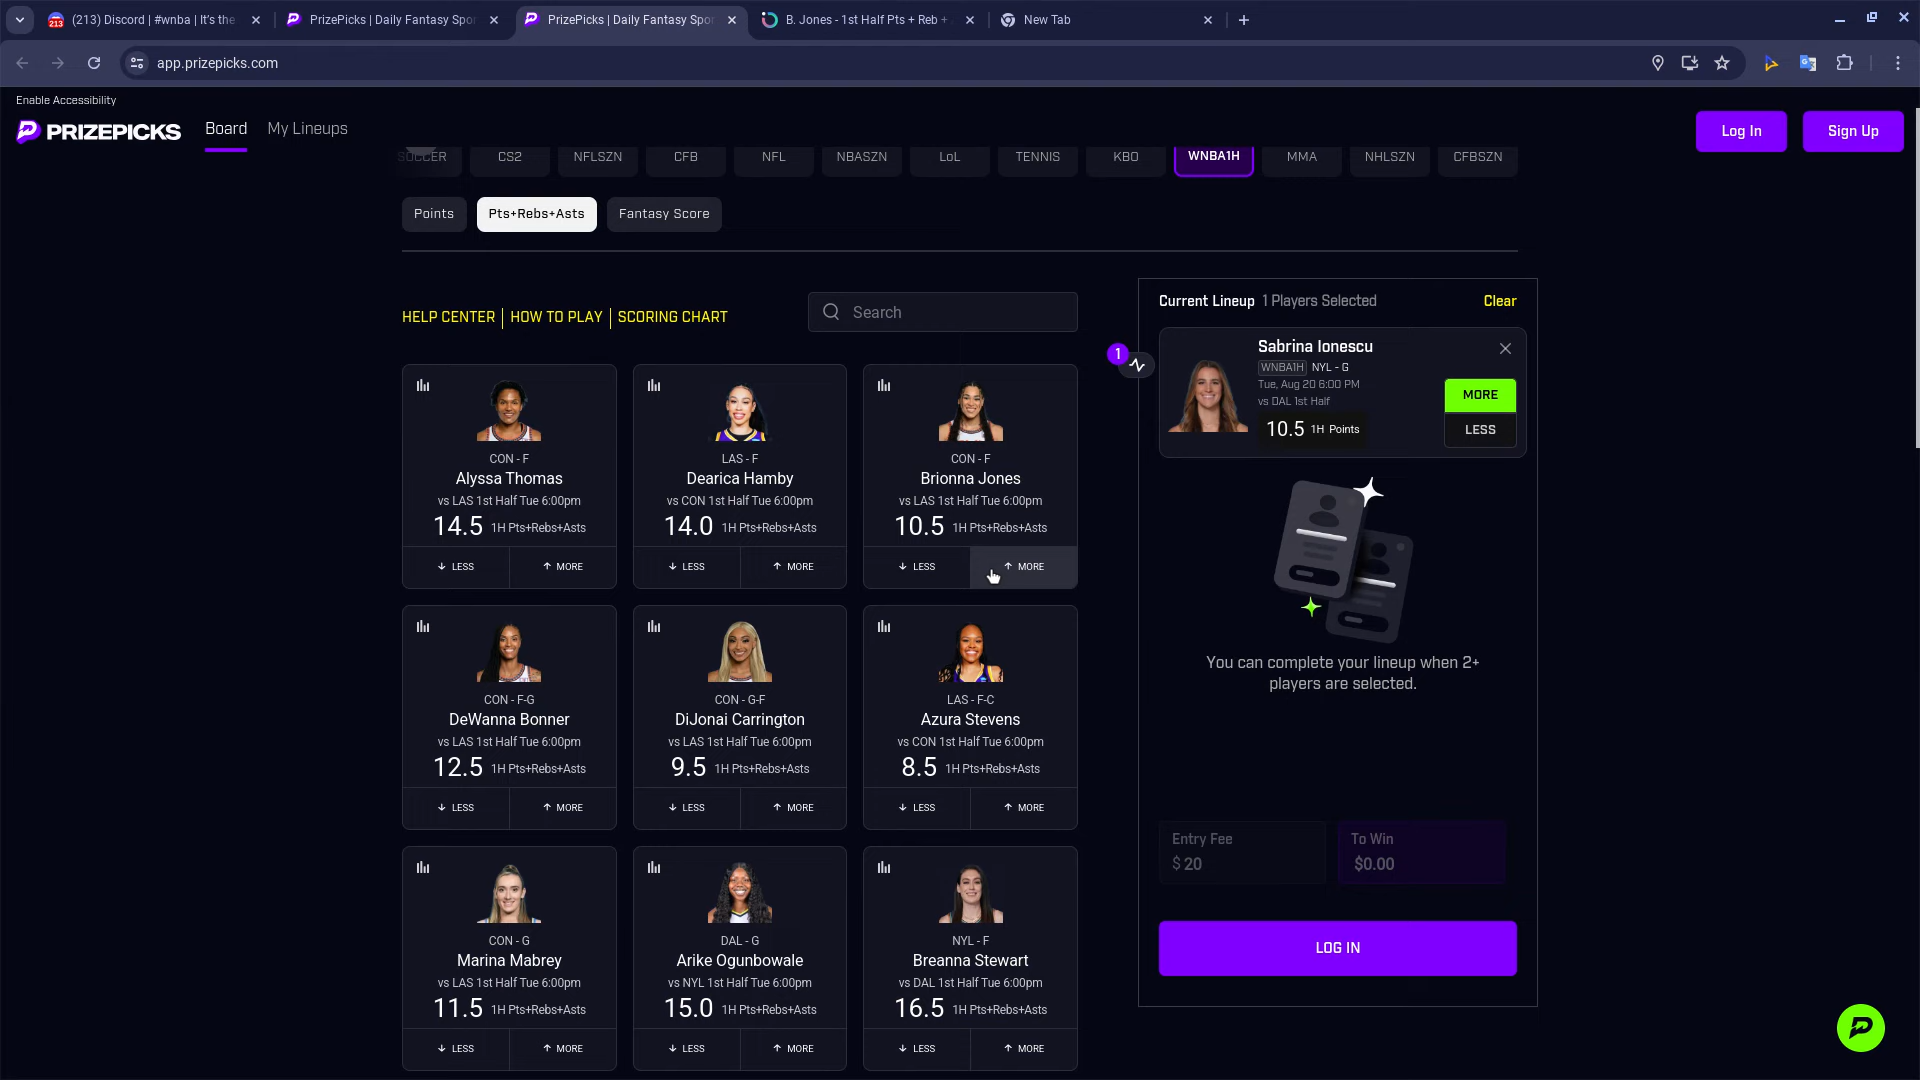 (213) Discord | #wnba | It's the
PrizePicks | Daily Fantasy Spor
PrizePicks | Daily Fantasy Spor
B. Jones - 1st Half Pts + Reb +
New Tab
app.prizepicks.com
Enable Accessibility
PRIZEPICKS
Board
My Lineups
Log In
Sign Up
SOCCER
CS2
NFLSZN
CFB
NFL
NBASZN
LoL
TENNIS
KBO
WNBA1H
MMA
NHLSZN
CFBSZN
Points
Pts+Rebs+Asts
Fantasy Score
HELP CENTER
HOW TO PLAY
SCORING CHART
Search
CON - F
Alyssa Thomas
vs LAS 1st Half Tue 6:00pm
14.5 1H Pts+Rebs+Asts
LESS
MORE
LAS - F
Dearica Hamby
vs CON 1st Half Tue 6:00pm
14.0 1H Pts+Rebs+Asts
LESS
MORE
CON - F
Brionna Jones
vs LAS 1st Half Tue 6:00pm
10.5 1H Pts+Rebs+Asts
LESS
MORE
CON - F-G
DeWanna Bonner
vs LAS 1st Half Tue 6:00pm
12.5 1H Pts+Rebs+Asts
LESS
MORE
CON - G-F
DiJonai Carrington
vs LAS 1st Half Tue 6:00pm
9.5 1H Pts+Rebs+Asts
LESS
MORE
LAS - F-C
Azura Stevens
vs CON 1st Half Tue 6:00pm
8.5 1H Pts+Rebs+Asts
LESS
MORE
CON - G
Marina Mabrey
vs LAS 1st Half Tue 6:00pm
11.5 1H Pts+Rebs+Asts
LESS
MORE
DAL - G
Arike Ogunbowale
vs NYL 1st Half Tue 6:00pm
15.0 1H Pts+Rebs+Asts
LESS
MORE
NYL - F
Breanna Stewart
vs DAL 1st Half Tue 6:00pm
16.5 1H Pts+Rebs+Asts
LESS
MORE
Current Lineup 1 Players Selected
Clear
1
Sabrina Ionescu
WNBA1H NYL - G
Tue, Aug 20 6:00 PM
vs DAL 1st Half
10.5 1H Points
MORE
LESS
You can complete your lineup when 2+
players are selected.
Entry Fee
$ 20
To Win
$0.00
LOG IN